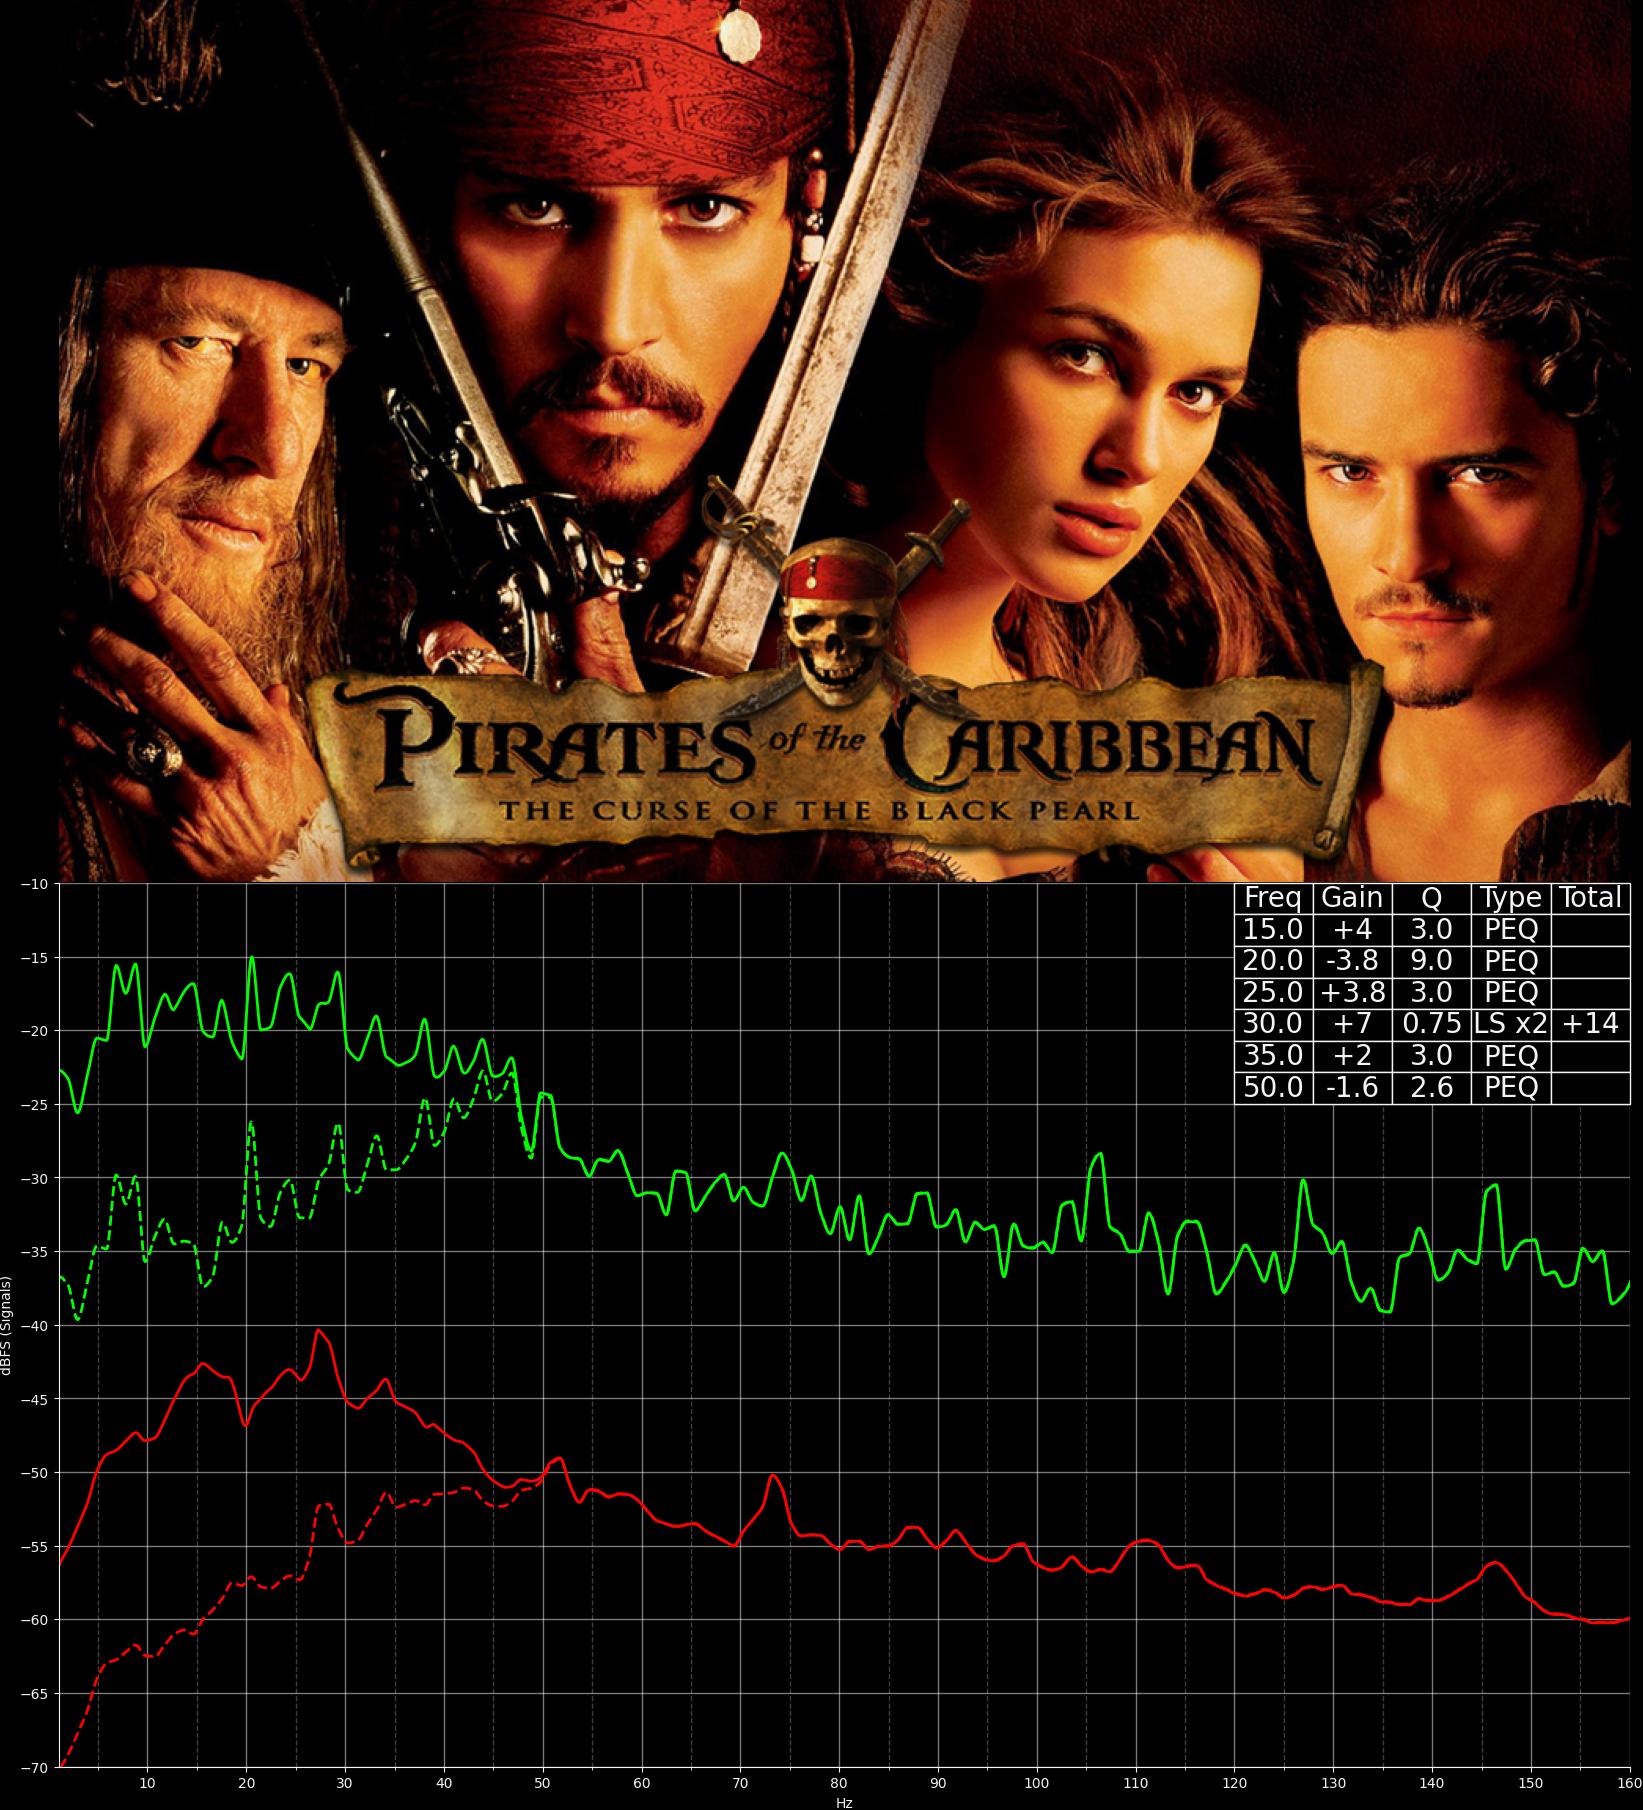 PIRATES of the CARIBBEAN
THE CURSE OF THE BLACK PEARL
Freq Gain Q Type Total
15.0 +4 3.0 PEQ
20.0 -3.8 9.0 PEQ
25.0 +3.8 3.0 PEQ
30.0 +7 0.75 LS x2 +14
35.0 +2 3.0 PEQ
50.0 -1.6 2.6 PEQ
dBFS (Signals)
−10
−15
−20
−25
−30
−35
−40
−45
−50
−55
−60
−65
−70
10 20 30 40 50 60 70 80 90 100 110 120 130 140 150 160
Hz